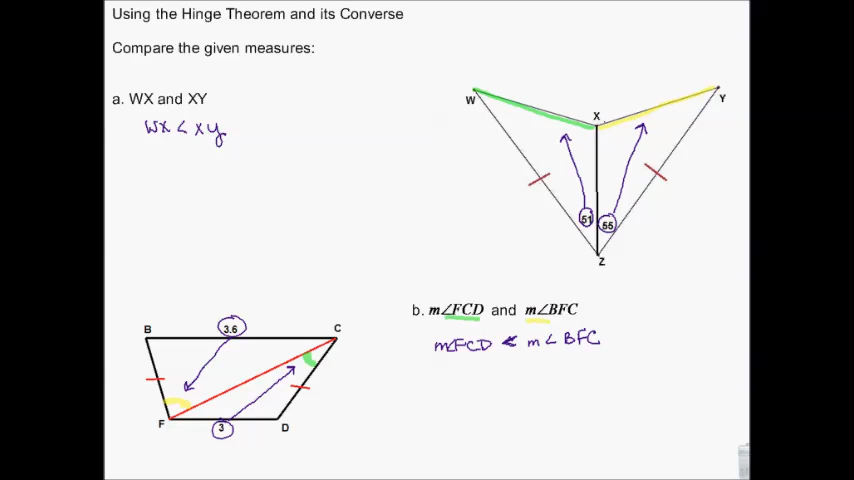 Using the Hinge Theorem and its Converse
Compare the given measures:
a. WX and XY
WX < XY
W
X
Y
51
55
Z
b. m∠FCD and m∠BFC
m∠FCD < m∠BFC
B
3.6
C
F
3
D